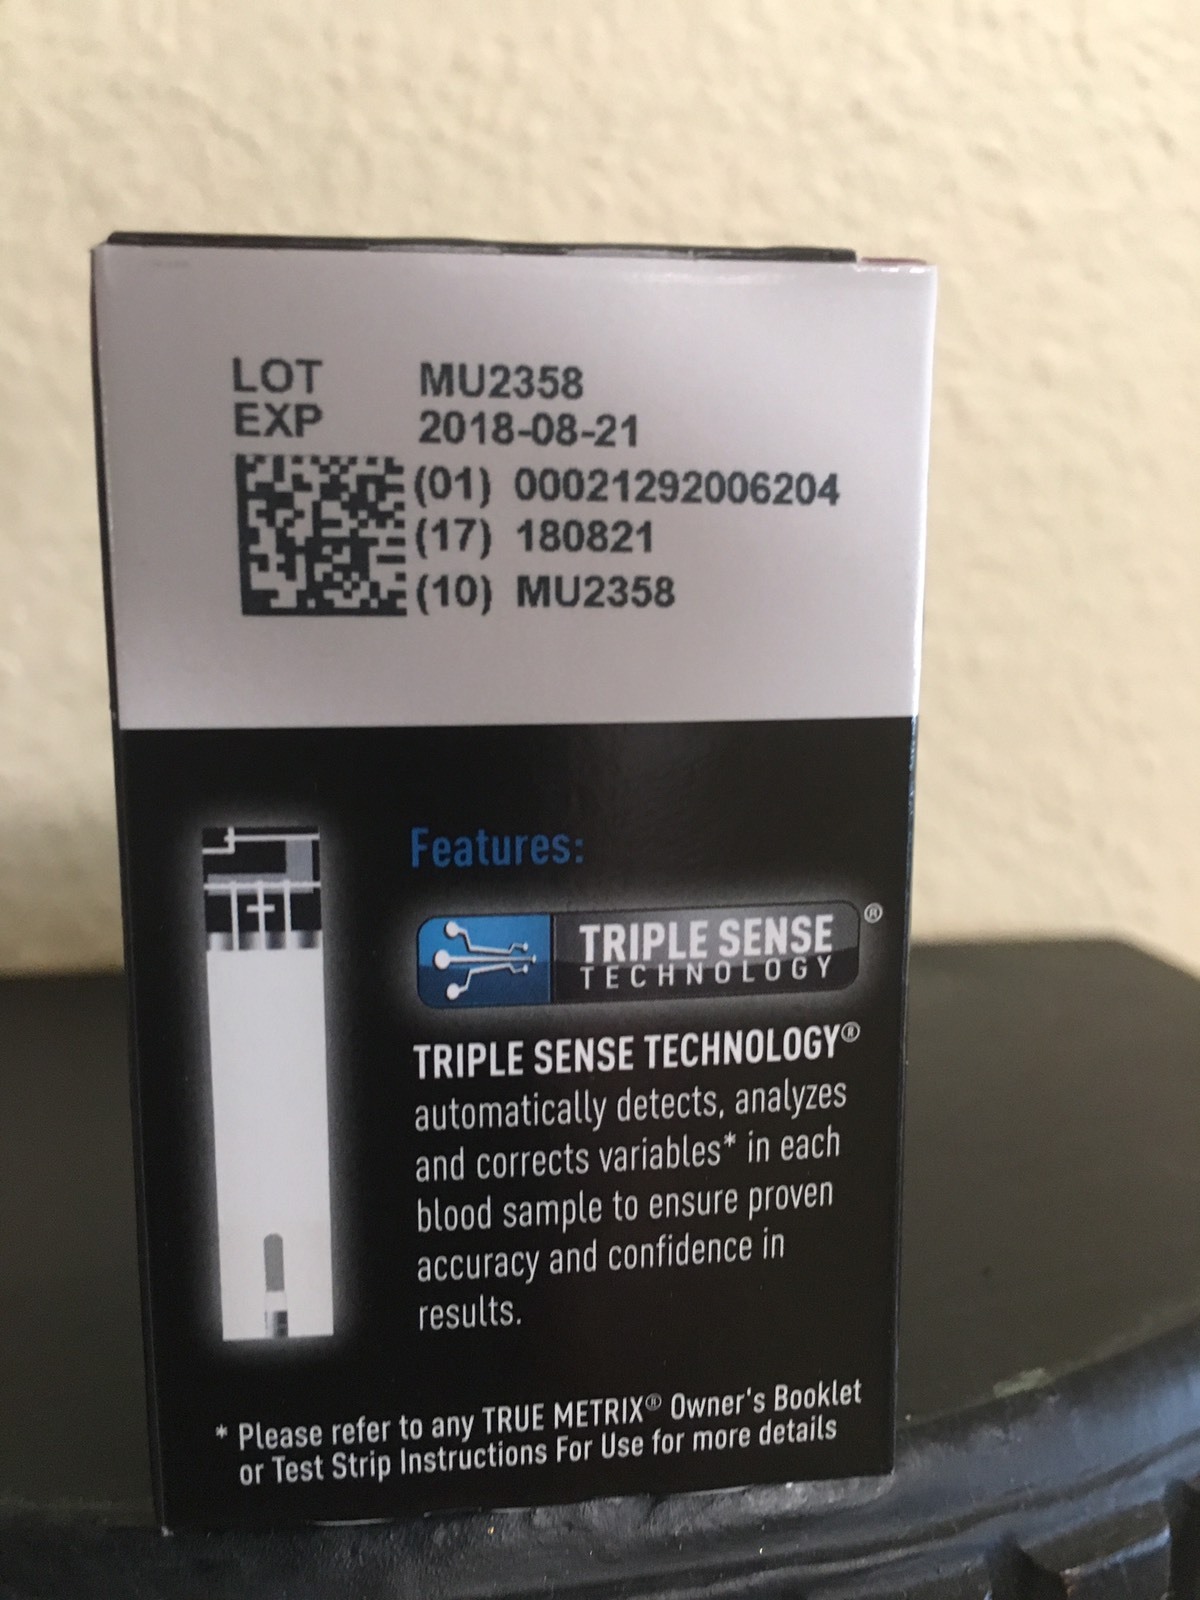 LOT MU2358
EXP 2018-08-21
(01) 00021292006204
(17) 180821
(10) MU2358
Features:
TRIPLE SENSE ®
TECHNOLOGY
TRIPLE SENSE TECHNOLOGY®
automatically detects, analyzes
and corrects variables* in each
blood sample to ensure proven
accuracy and confidence in
results.
* Please refer to any TRUE METRIX® Owner's Booklet
or Test Strip Instructions For Use for more details